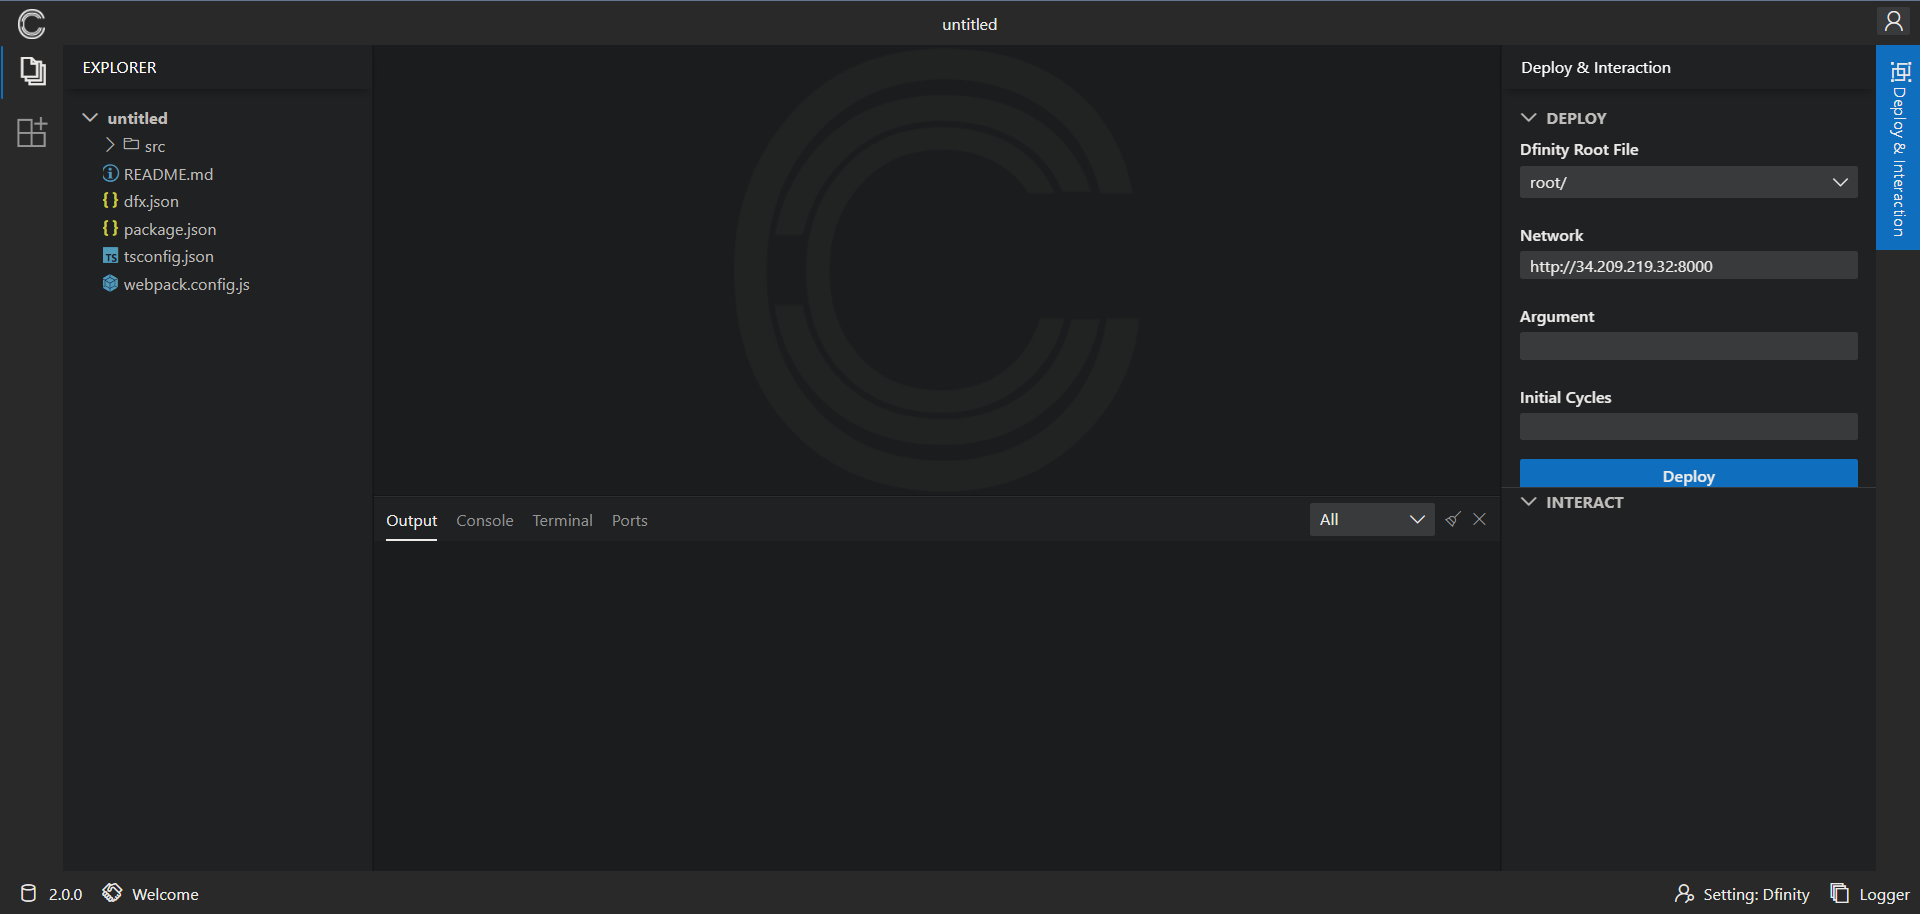 untitled
EXPLORER
untitled
src
README.md
dfx.json
package.json
tsconfig.json
webpack.config.js
Output
Console
Terminal
Ports
All
Deploy & Interaction
DEPLOY
Dfinity Root File
root/
Network
http://34.209.219.32:8000
Argument
Initial Cycles
Deploy
INTERACT
Deploy & Interaction
2.0.0
Welcome
Setting: Dfinity
Logger